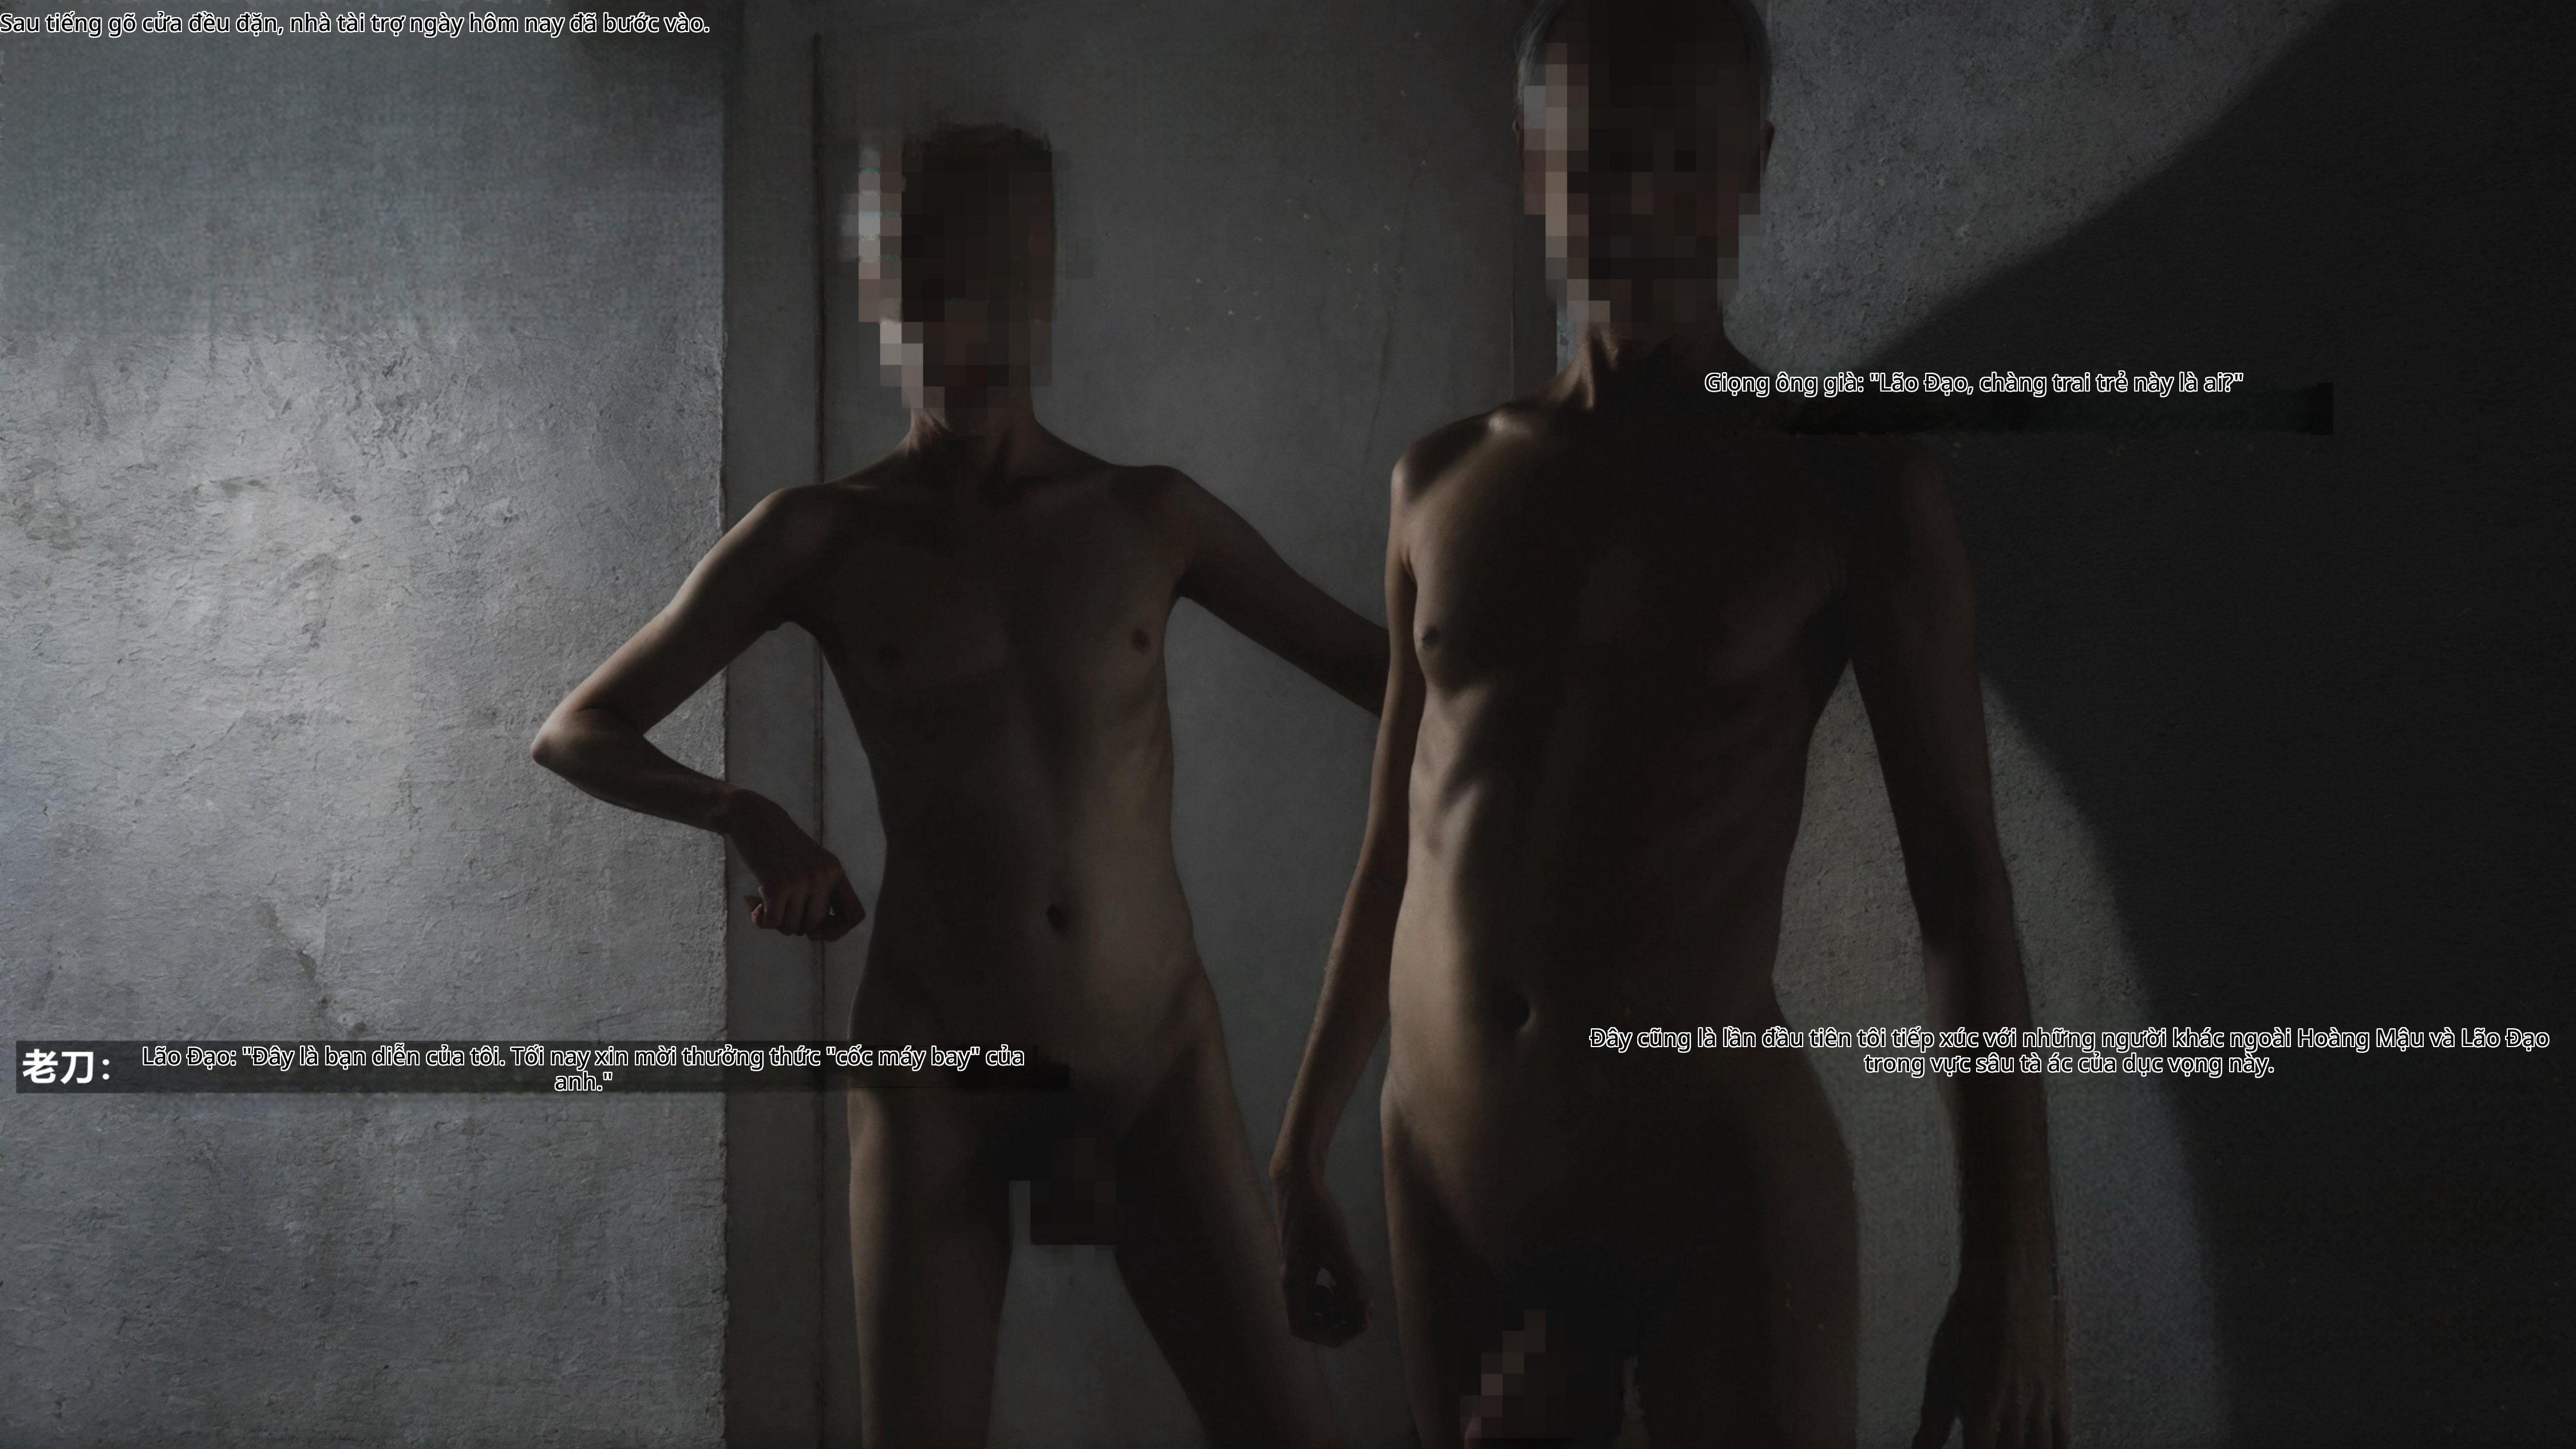 Sau tiếng gõ cửa đều đặn, nhà tài trợ ngày hôm nay đã bước vào.
Giọng ông già: "Lão Đạo, chàng trai trẻ này là ai?"
老刀： Lão Đạo: "Đây là bạn diễn của tôi. Tối nay xin mời thưởng thức "cốc máy bay" của
anh."
Đây cũng là lần đầu tiên tôi tiếp xúc với những người khác ngoài Hoàng Mậu và Lão Đạo
trong vực sâu tà ác của dục vọng này.